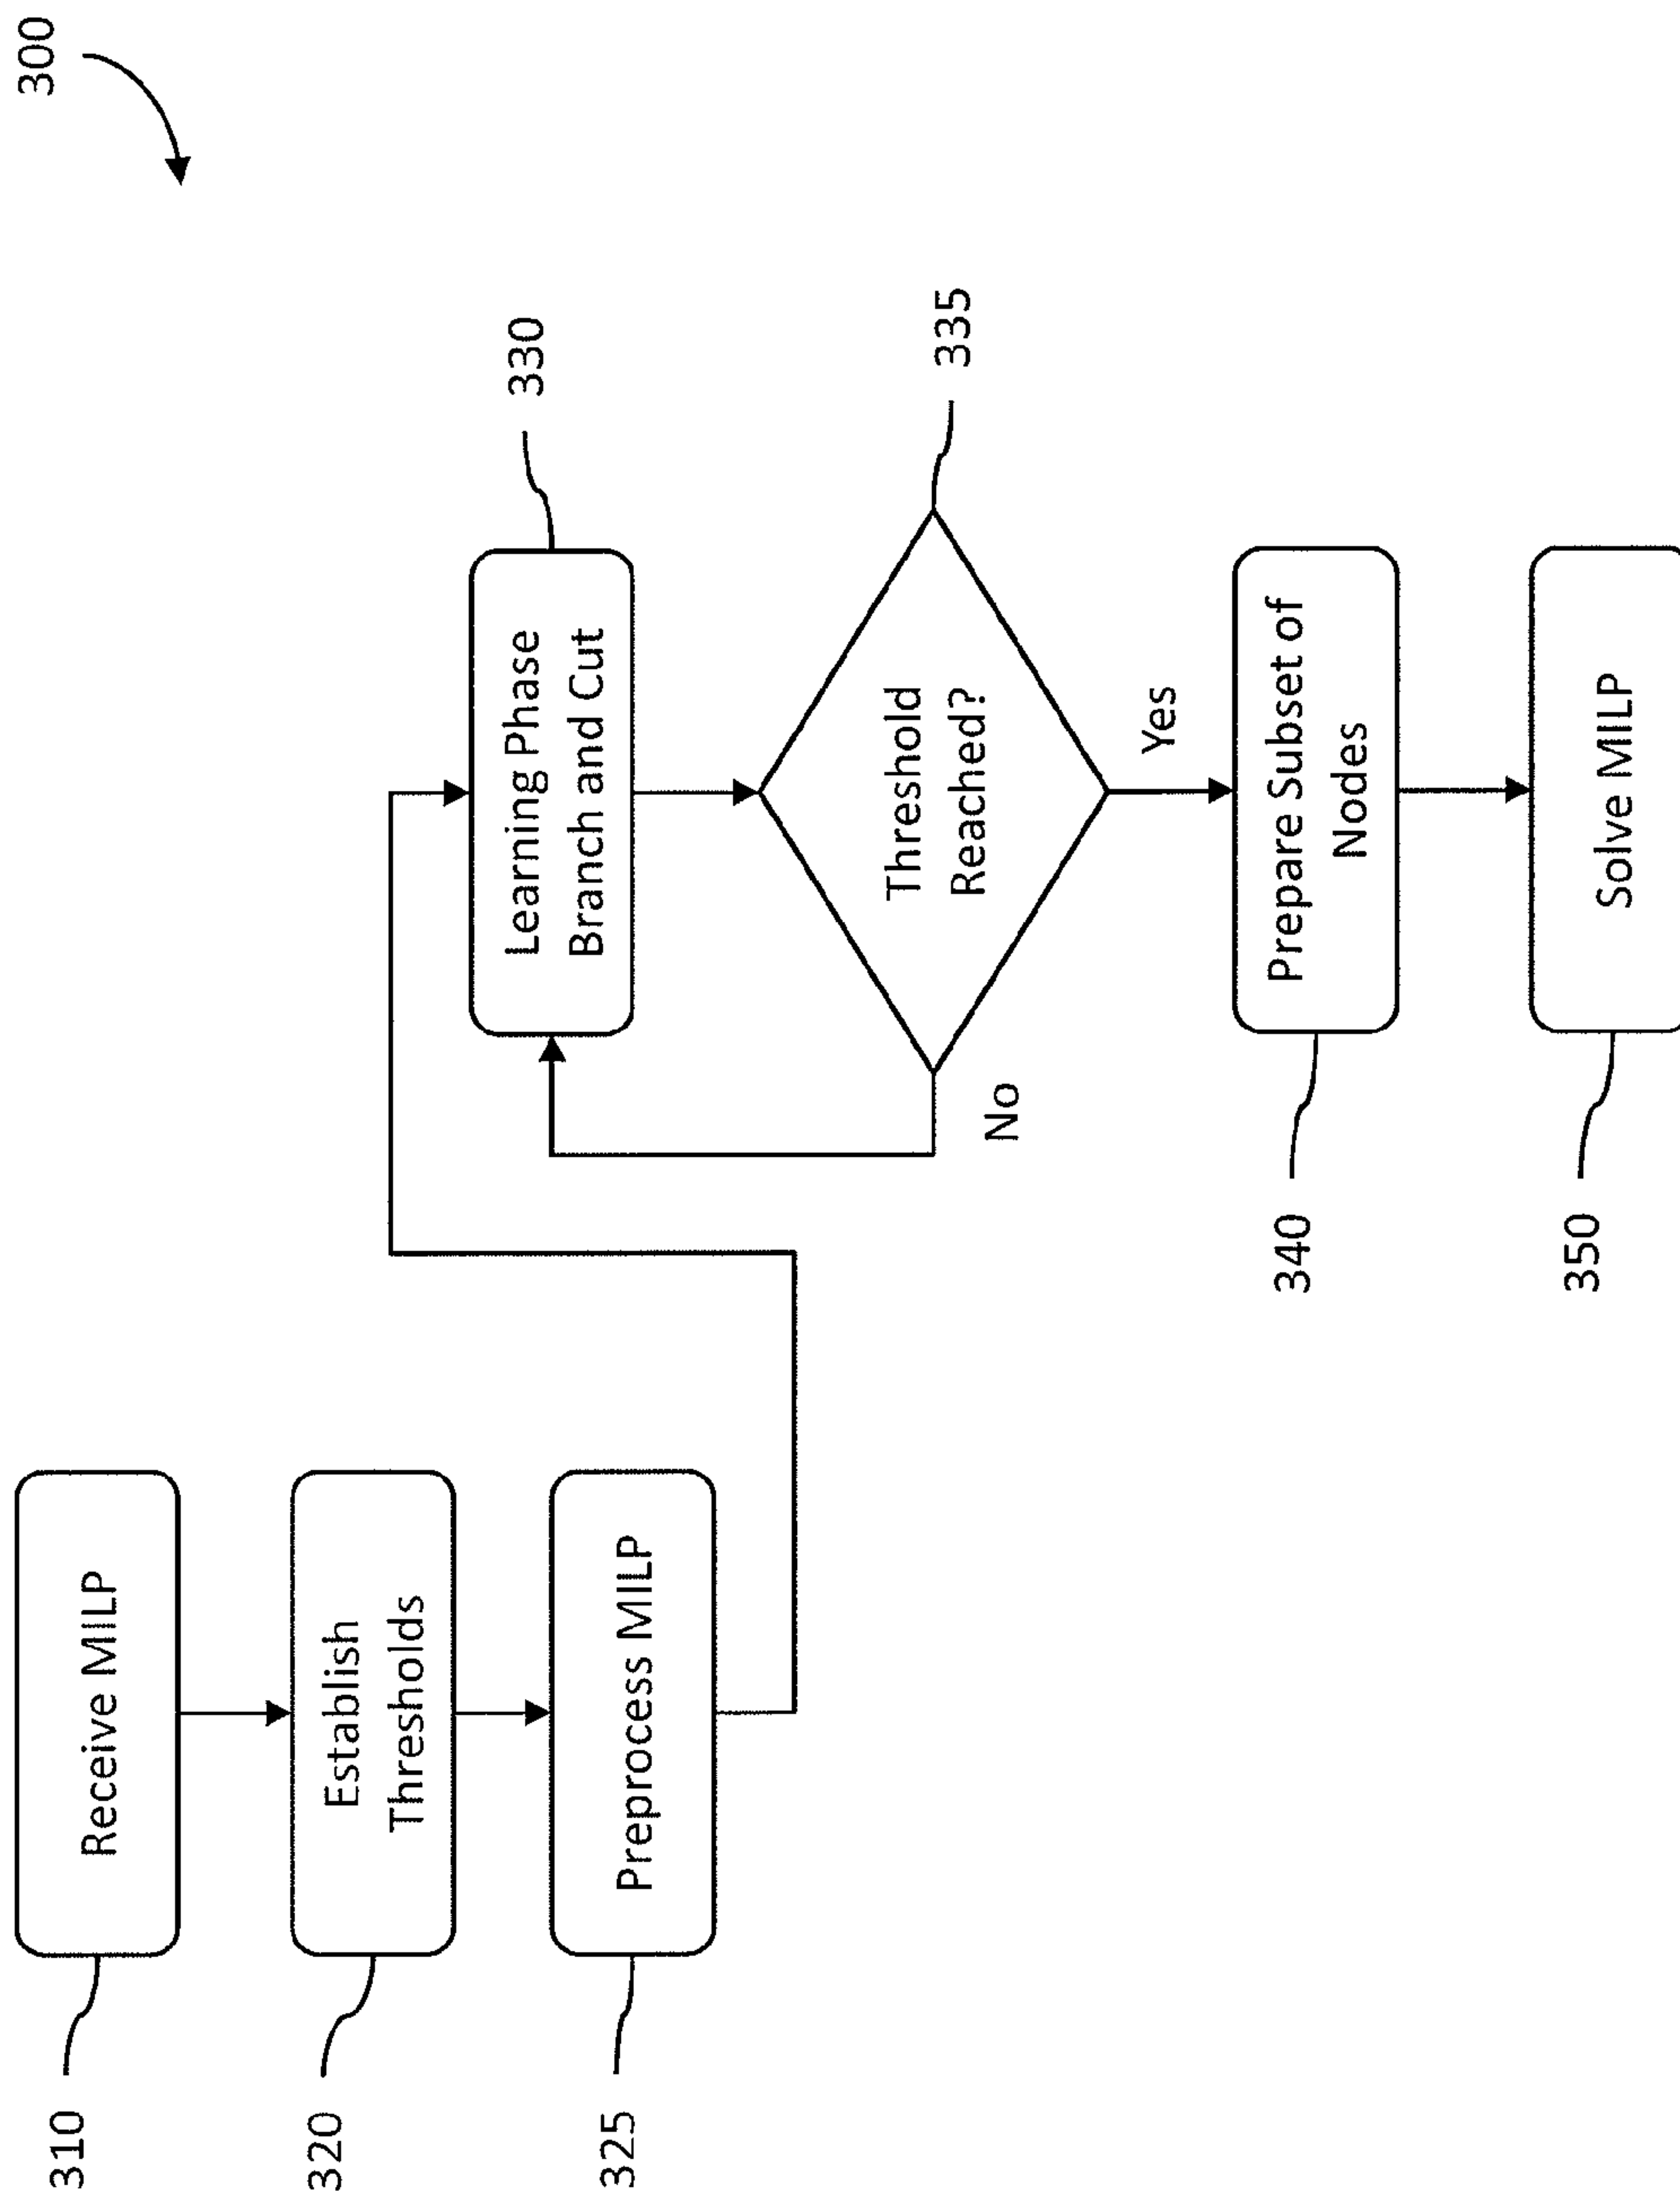 300
310
Receive MILP
320
Establish
Thresholds
325
Preprocess MILP
330
Learning Phase
Branch and Cut
335
Threshold
Reached?
No
Yes
340
Prepare Subset of
Nodes
350
Solve MILP